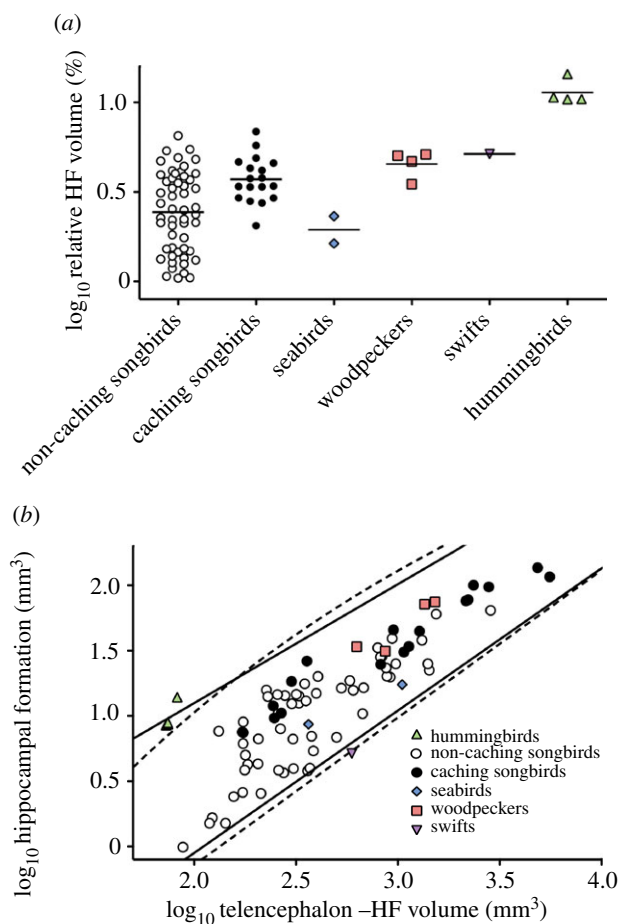 (a)
log10 relative HF volume (%)
1.0
0.5
0
non-caching songbirds
caching songbirds
seabirds
woodpeckers
swifts
hummingbirds
(b)
log10 hippocampal formation (mm³)
2.0
1.5
1.0
0.5
0
hummingbirds
non-caching songbirds
caching songbirds
seabirds
woodpeckers
swifts
2.0 2.5 3.0 3.5 4.0
log10 telencephalon –HF volume (mm³)